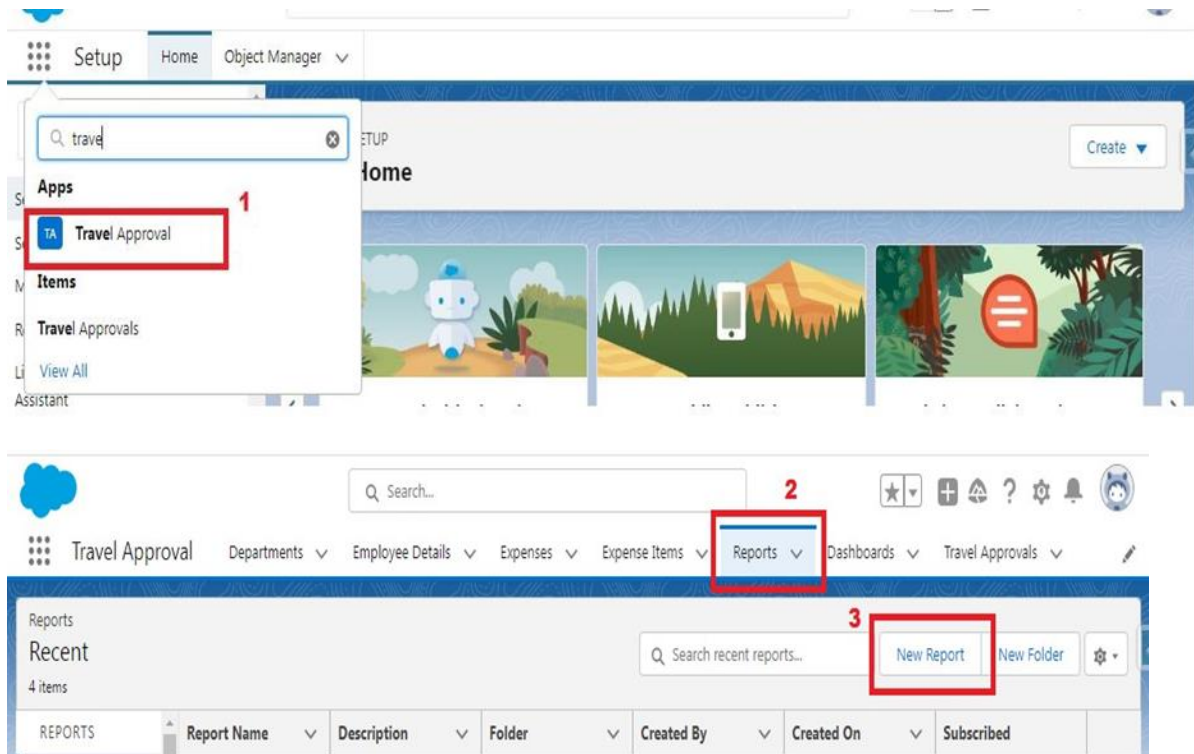 Setup Home Object Manager
trave
ETUP
Home
Create
Apps
1
TA Travel Approval
Items
Travel Approvals
View All
Assistant
Search...
2
Travel Approval Departments Employee Details Expenses Expense Items Reports Dashboards Travel Approvals
Reports
3
Recent
Search recent reports...
New Report
New Folder
4 items
REPORTS Report Name Description Folder Created By Created On Subscribed